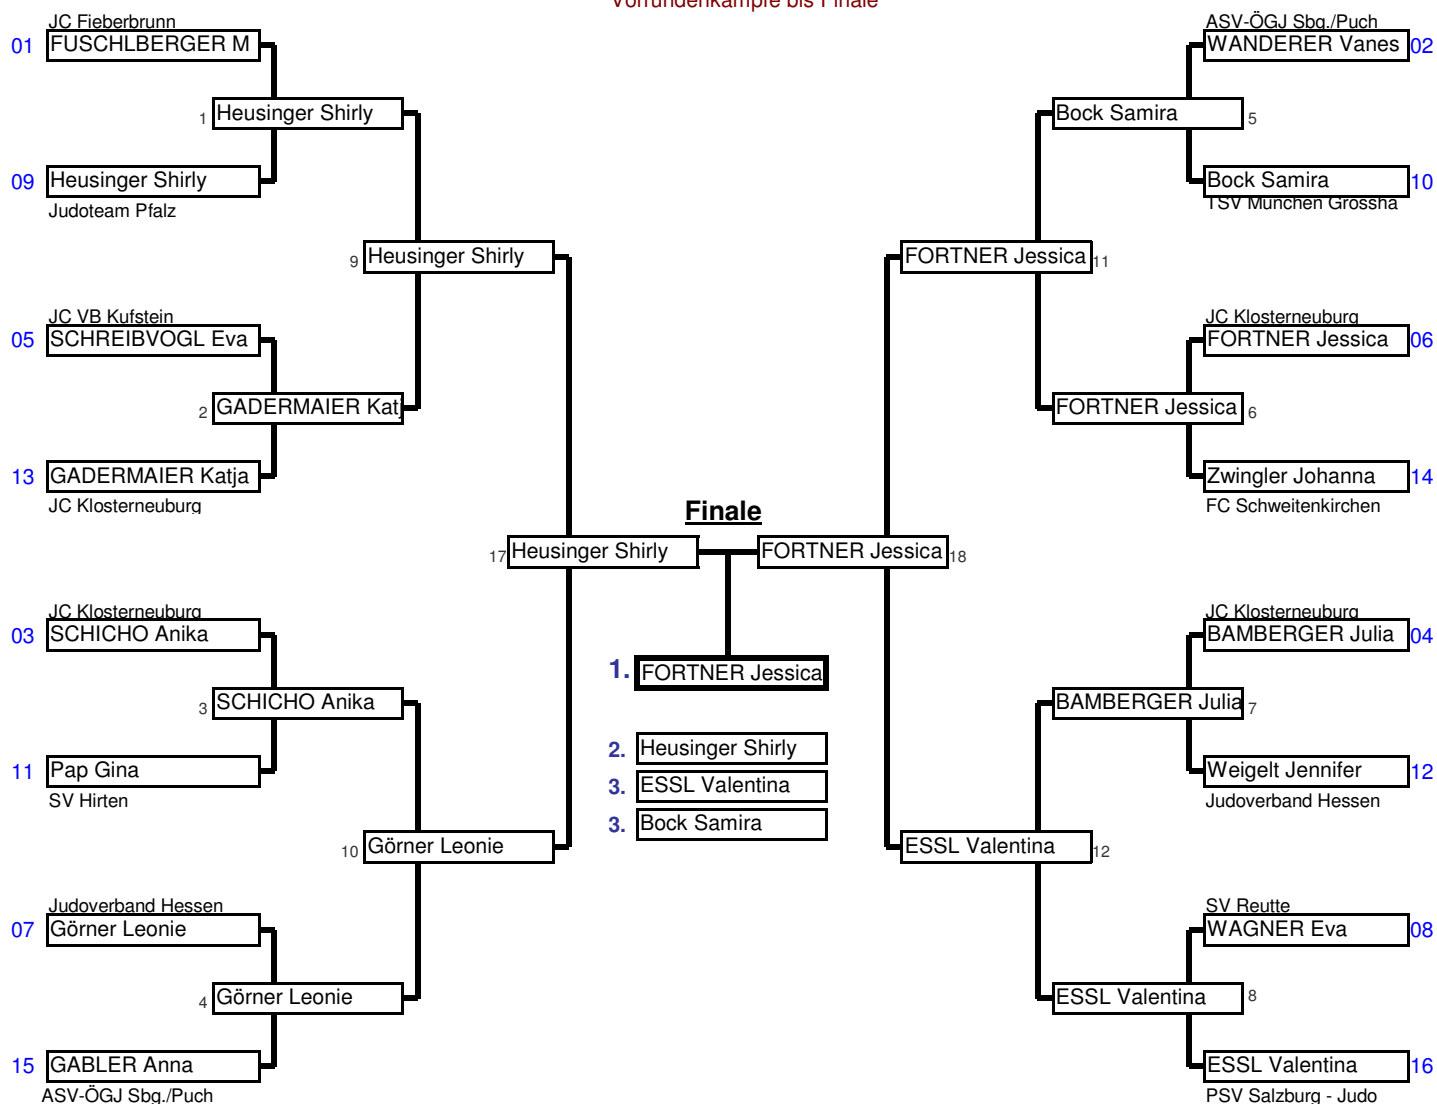 Vorrundenkämpfe bis Finale
JC Fieberbrunn
01 FUSCHLBERGER M
1 Heusinger Shirly
09 Heusinger Shirly
Judoteam Pfalz
9 Heusinger Shirly
JC VB Kufstein
05 SCHREIBVOGL Eva
2 GADERMAIER Katj
13 GADERMAIER Katja
JC Klosterneuburg
17 Heusinger Shirly
JC Klosterneuburg
03 SCHICHO Anika
3 SCHICHO Anika
11 Pap Gina
SV Hirten
10 Görner Leonie
Judoverband Hessen
07 Görner Leonie
4 Görner Leonie
15 GABLER Anna
ASV-ÖGJ Sbg./Puch
Finale
1. FORTNER Jessica
2. Heusinger Shirly
3. ESSL Valentina
3. Bock Samira
ASV-ÖGJ Sbg./Puch
WANDERER Vanes 02
Bock Samira 5
Bock Samira 10
TSV München Grossha
FORTNER Jessica 11
JC Klosterneuburg
FORTNER Jessica 06
FORTNER Jessica 6
Zwingler Johanna 14
FC Schweitenkirchen
FORTNER Jessica 18
JC Klosterneuburg
BAMBERGER Julia 04
BAMBERGER Julia 7
Weigelt Jennifer 12
Judoverband Hessen
ESSL Valentina 12
SV Reutte
WAGNER Eva 08
ESSL Valentina 8
ESSL Valentina 16
PSV Salzburg - Judo